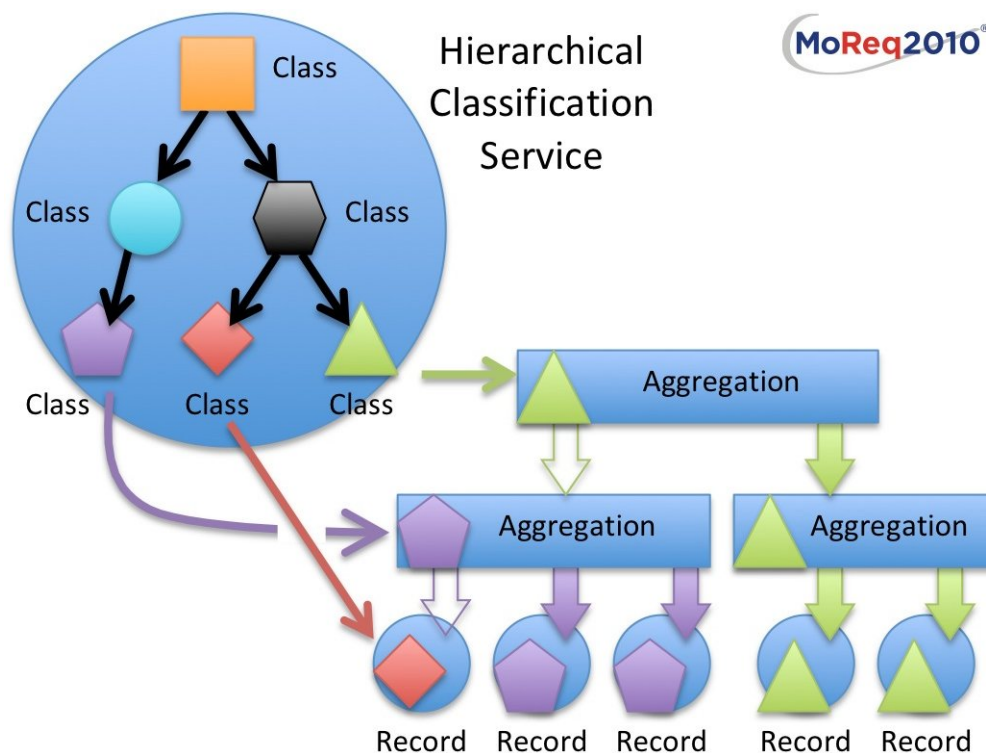 Hierarchical
Classification
Service
MoReq2010®
Class
Class
Class
Class
Class
Class
Aggregation
Aggregation
Aggregation
Record
Record
Record
Record
Record